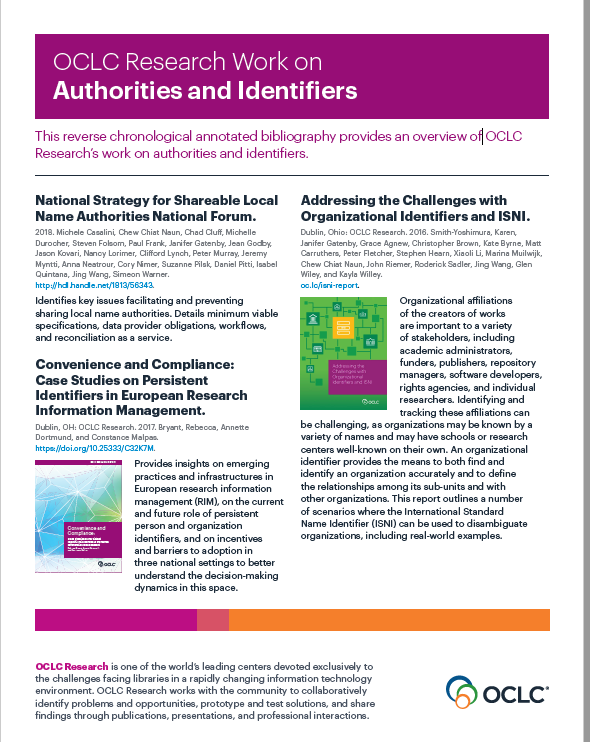 OCLC Research Work on
Authorities and Identifiers
This reverse chronological annotated bibliography provides an overview of OCLC
Research's work on authorities and identifiers.
National Strategy for Shareable Local
Name Authorities National Forum.
2018. Michele Casalini, Chew Chiat Naun, Chad Cluff, Michelle
Durocher, Steven Folsom, Paul Frank, Janifer Gatenby, Jean Godby,
Jason Kovari, Nancy Lorimer, Clifford Lynch, Peter Murray, Jeremy
Myntti, Anna Neatrour, Cory Nimer, Suzanne Pilsk, Daniel Pitti, Isabel
Quintana, Jing Wang, Simeon Warner.
http://hdl.handle.net/1813/56343.
Identifies key issues facilitating and preventing
sharing local name authorities. Details minimum viable
specifications, data provider obligations, workflows,
and reconciliation as a service.
Convenience and Compliance:
Case Studies on Persistent
Identifiers in European Research
Information Management.
Dublin, OH: OCLC Research. 2017. Bryant, Rebecca, Annette
Dortmund, and Constance Malpas.
https://doi.org/10.25333/C32K7M.
Convenience and
Compliance:
OCLC
Provides insights on emerging
practices and infrastructures in
European research information
management (RIM), on the current
and future role of persistent
person and organization
identifiers, and on incentives
and barriers to adoption in
three national settings to better
understand the decision-making
dynamics in this space.
Addressing the Challenges with
Organizational Identifiers and ISNI.
Dublin, Ohio: OCLC Research. 2016. Smith-Yoshimura, Karen,
Janifer Gatenby, Grace Agnew, Christopher Brown, Kate Byrne, Matt
Carruthers, Peter Fletcher, Stephen Hearn, Xiaoli Li, Marina Muilwijk,
Chew Chiat Naun, John Riemer, Roderick Sadler, Jing Wang, Glen
Wiley, and Kayla Willey.
oc.lc/isni-report.
Addressing the
Challenges with
Organizational
Identifiers and ISNI
OCLC
Organizational affiliations
of the creators of works
are important to a variety
of stakeholders, including
academic administrators,
funders, publishers, repository
managers, software developers,
rights agencies, and individual
researchers. Identifying and
tracking these affiliations can
be challenging, as organizations may be known by a
variety of names and may have schools or research
centers well-known on their own. An organizational
identifier provides the means to both find and
identify an organization accurately and to define
the relationships among its sub-units and with
other organizations. This report outlines a number
of scenarios where the International Standard
Name Identifier (ISNI) can be used to disambiguate
organizations, including real-world examples.
OCLC Research is one of the world's leading centers devoted exclusively to
the challenges facing libraries in a rapidly changing information technology
environment. OCLC Research works with the community to collaboratively
identify problems and opportunities, prototype and test solutions, and share
findings through publications, presentations, and professional interactions.
OCLC®